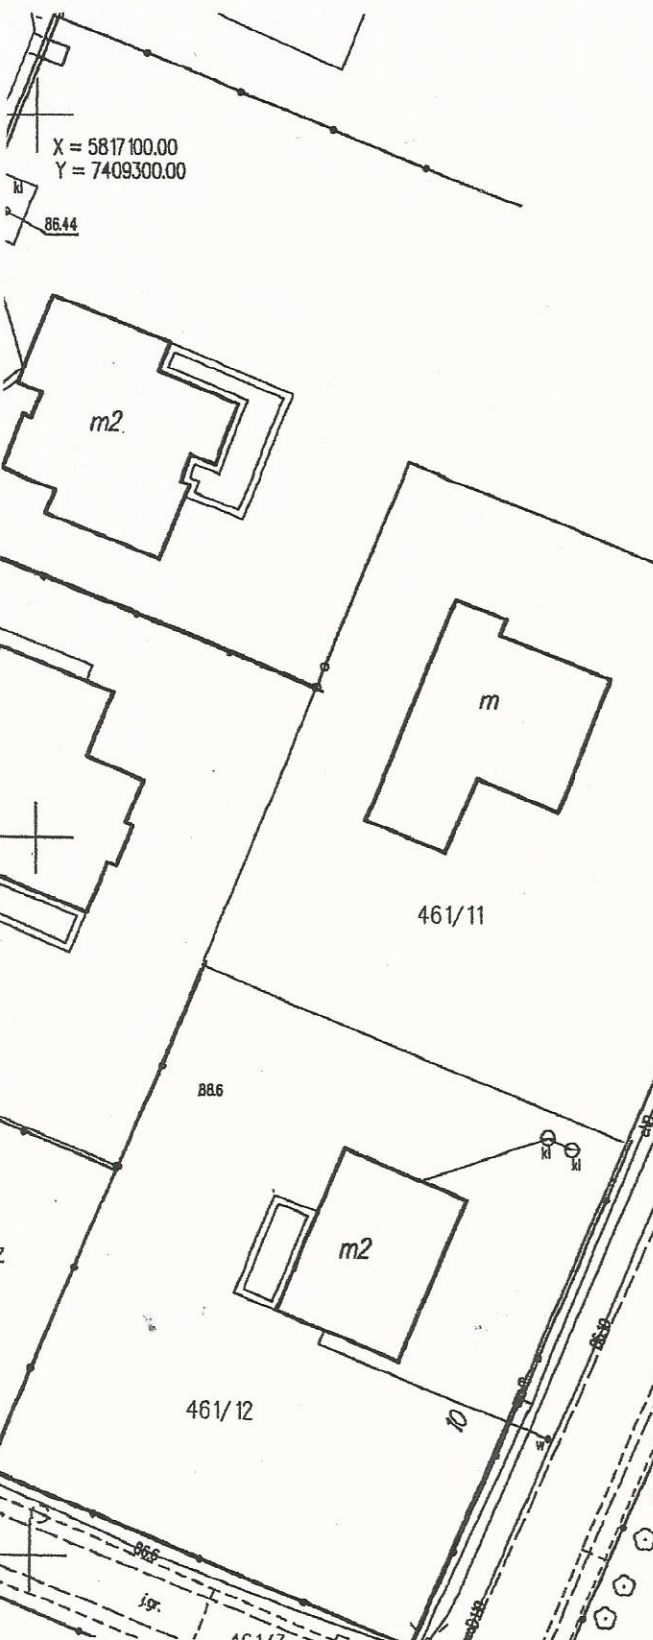 X = 5817100.00
Y = 7409300.00
kl
86.44
m2
m
461/11
88.6
kl
kl
m2
461/12
10
w
86.6
j.gr.